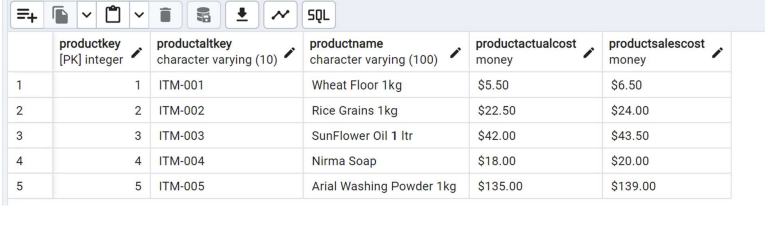 SQL
productkey productaltkey productname productactualcost productsalescost
[PK] integer character varying (10) character varying (100) money money
1 1 ITM-001 Wheat Floor 1kg $5.50 $6.50
2 2 ITM-002 Rice Grains 1kg $22.50 $24.00
3 3 ITM-003 SunFlower Oil 1 ltr $42.00 $43.50
4 4 ITM-004 Nirma Soap $18.00 $20.00
5 5 ITM-005 Arial Washing Powder 1kg $135.00 $139.00